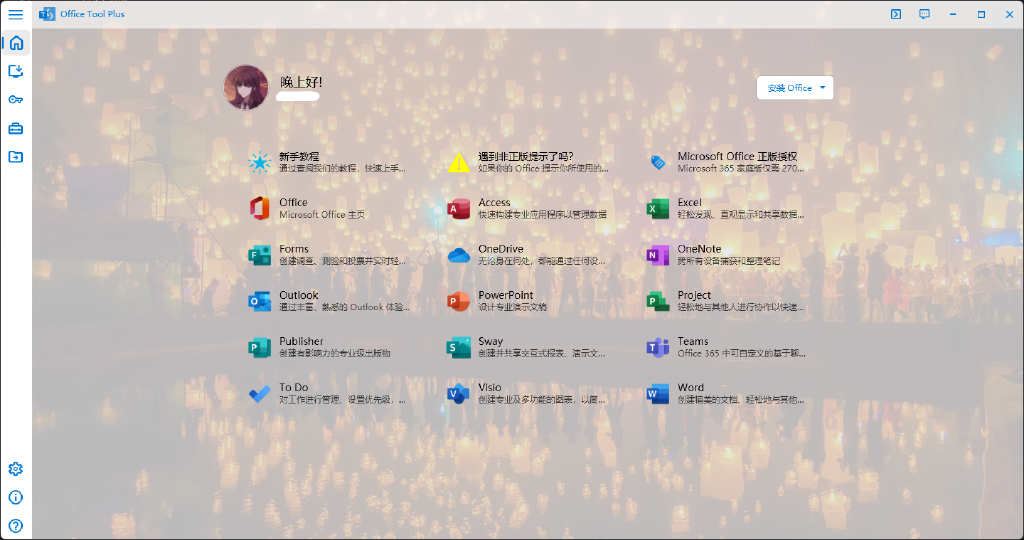 Office Tool Plus
晚上好!
安装 Office
新手教程
通过查阅我们的教程，快速上手...
遇到非正版提示了吗?
如果你的 Office 提示你所使用的...
Microsoft Office 正版授权
Microsoft 365 家庭版仅需 270...
Office
Microsoft Office 主页
Access
快速构建专业应用程序以管理数据
Excel
轻松发现、直观显示和共享数据...
Forms
创建调查、测验和投票并实时轻...
OneDrive
无论身在何处，都能通过任何设...
OneNote
跨所有设备捕获和整理笔记
Outlook
通过丰富、熟悉的 Outlook 体验...
PowerPoint
设计专业演示文稿
Project
轻松地与其他人进行协作以快速...
Publisher
创建有影响力的专业级出版物
Sway
创建并共享交互式报表、演示文...
Teams
Office 365 中可自定义的基于聊...
To Do
对工作进行管理、设置优先级，...
Visio
创建专业及多功能的图表，以简...
Word
创建精美的文档、轻松地与其他...